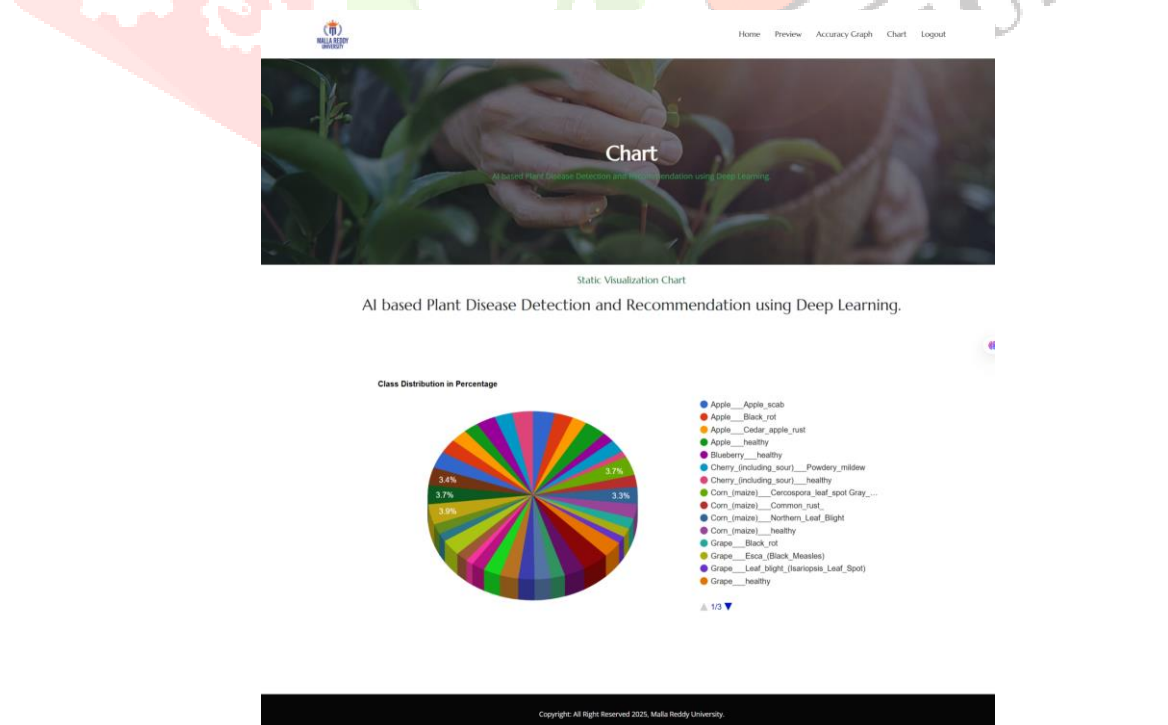 MALLA REDDY
UNIVERSITY
Home Preview Accuracy Graph Chart Logout
Chart
AI based Plant Disease Detection and Recommendation using Deep Learning.
Static Visualization Chart
AI based Plant Disease Detection and Recommendation using Deep Learning.
Class Distribution in Percentage
3.4%
3.7%
3.9%
3.7%
3.3%
Apple___Apple_scab
Apple___Black_rot
Apple___Cedar_apple_rust
Apple___healthy
Blueberry___healthy
Cherry_(including_sour)___Powdery_mildew
Cherry_(including_sour)___healthy
Corn_(maize)___Cercospora_leaf_spot Gray_...
Corn_(maize)___Common_rust_
Corn_(maize)___Northern_Leaf_Blight
Corn_(maize)___healthy
Grape___Black_rot
Grape___Esca_(Black_Measles)
Grape___Leaf_blight_(Isariopsis_Leaf_Spot)
Grape___healthy
1/3
Copyright: All Right Reserved 2025, Malla Reddy University.